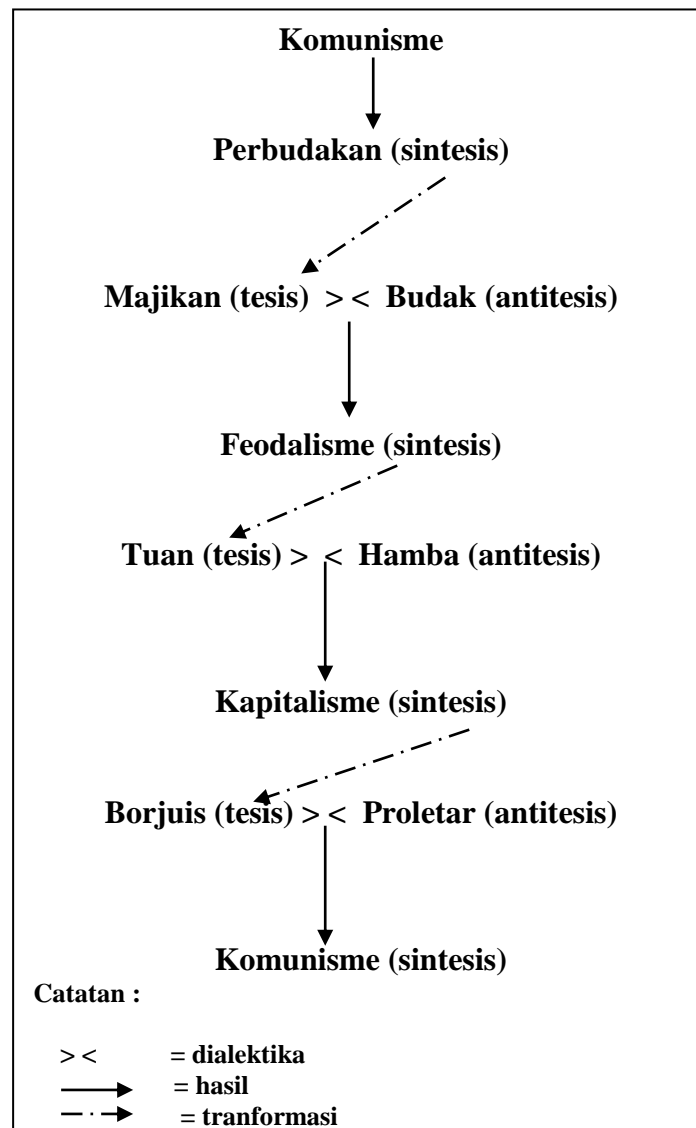 Komunisme
Perbudakan (sintesis)
Majikan (tesis) > < Budak (antitesis)
Feodalisme (sintesis)
Tuan (tesis) > < Hamba (antitesis)
Kapitalisme (sintesis)
Borjuis (tesis) > < Proletar (antitesis)
Komunisme (sintesis)
Catatan :
> < = dialektika
= hasil
= tranformasi